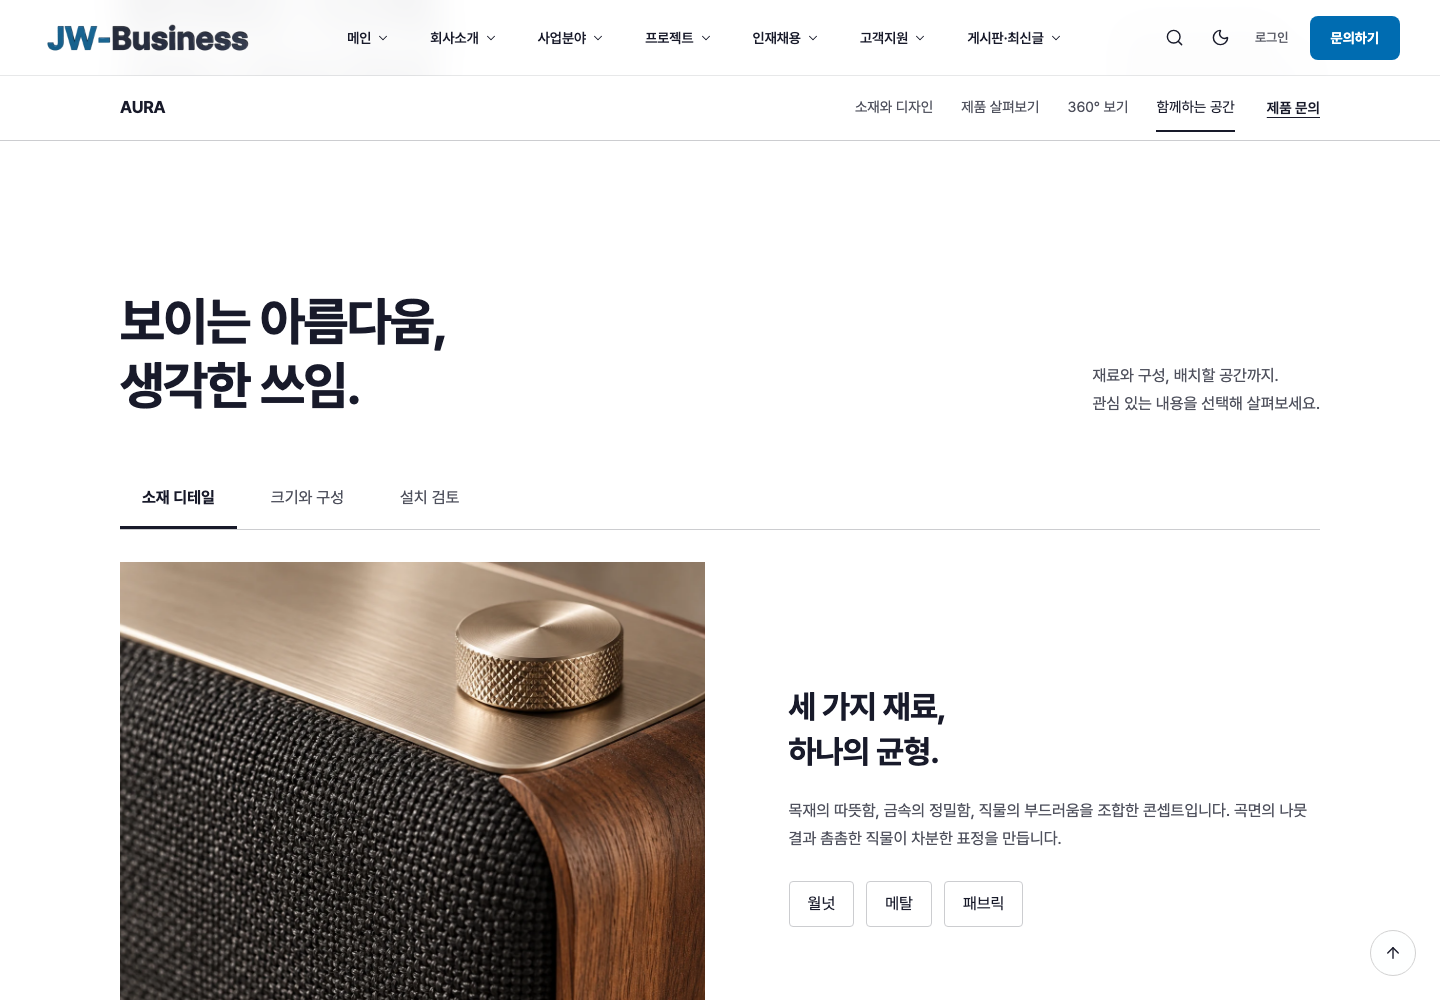 JW-Business
메인
회사소개
사업분야
프로젝트
인재채용
고객지원
게시판·최신글
로그인
문의하기
AURA
소재와 디자인
제품 살펴보기
360° 보기
함께하는 공간
제품 문의
보이는 아름다움,
생각한 쓰임.
재료와 구성, 배치할 공간까지.
관심 있는 내용을 선택해 살펴보세요.
소재 디테일
크기와 구성
설치 검토
세 가지 재료,
하나의 균형.
목재의 따뜻함, 금속의 정밀함, 직물의 부드러움을 조합한 콘셉트입니다. 곡면의 나뭇
결과 촘촘한 직물이 차분한 표정을 만듭니다.
월넛
메탈
패브릭